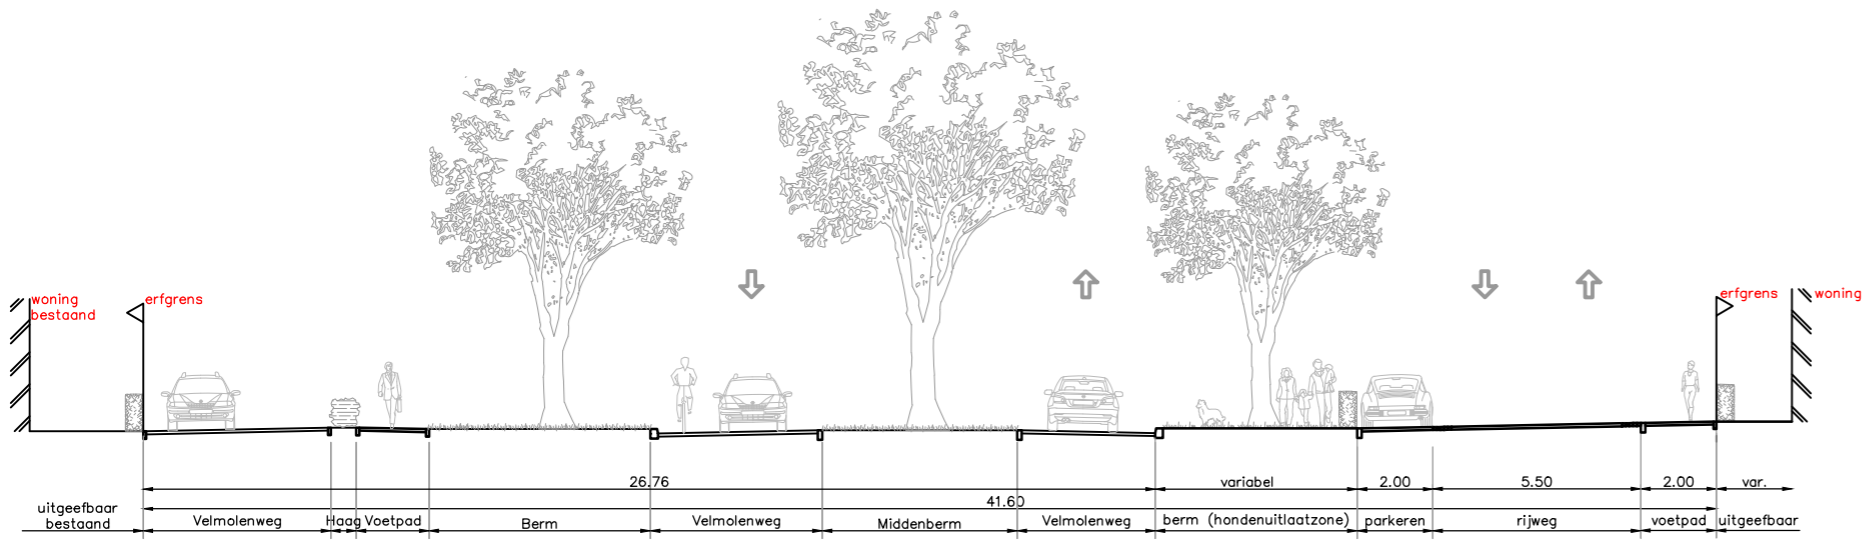 woning
bestaand
erfgrens
erfgrens
woning
26.76
variabel
2.00
5.50
2.00
var.
41.60
uitgeefbaar
bestaand
Velmolenweg
Haag
Voetpad
Berm
Velmolenweg
Middenberm
Velmolenweg
berm (hondenuitlaatzone)
parkeren
rijweg
voetpad
uitgeefbaar